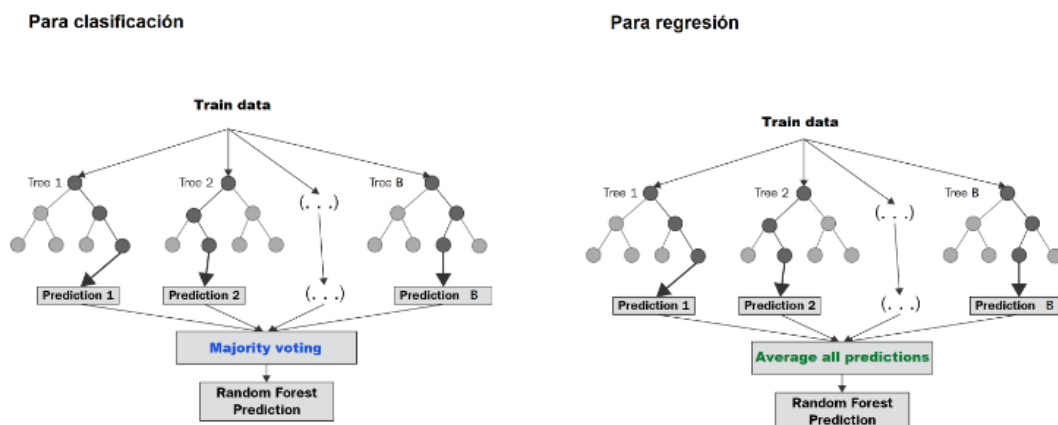 Para clasificación
Train data
Tree 1
Tree 2
Tree B
(. . .)
Prediction 1
Prediction 2
(. . .)
Prediction B
Majority voting
Random Forest
Prediction
Para regresión
Train data
Tree 1
Tree 2
Tree B
(. . .)
Prediction 1
Prediction 2
(. . .)
Prediction B
Average all predictions
Random Forest
Prediction